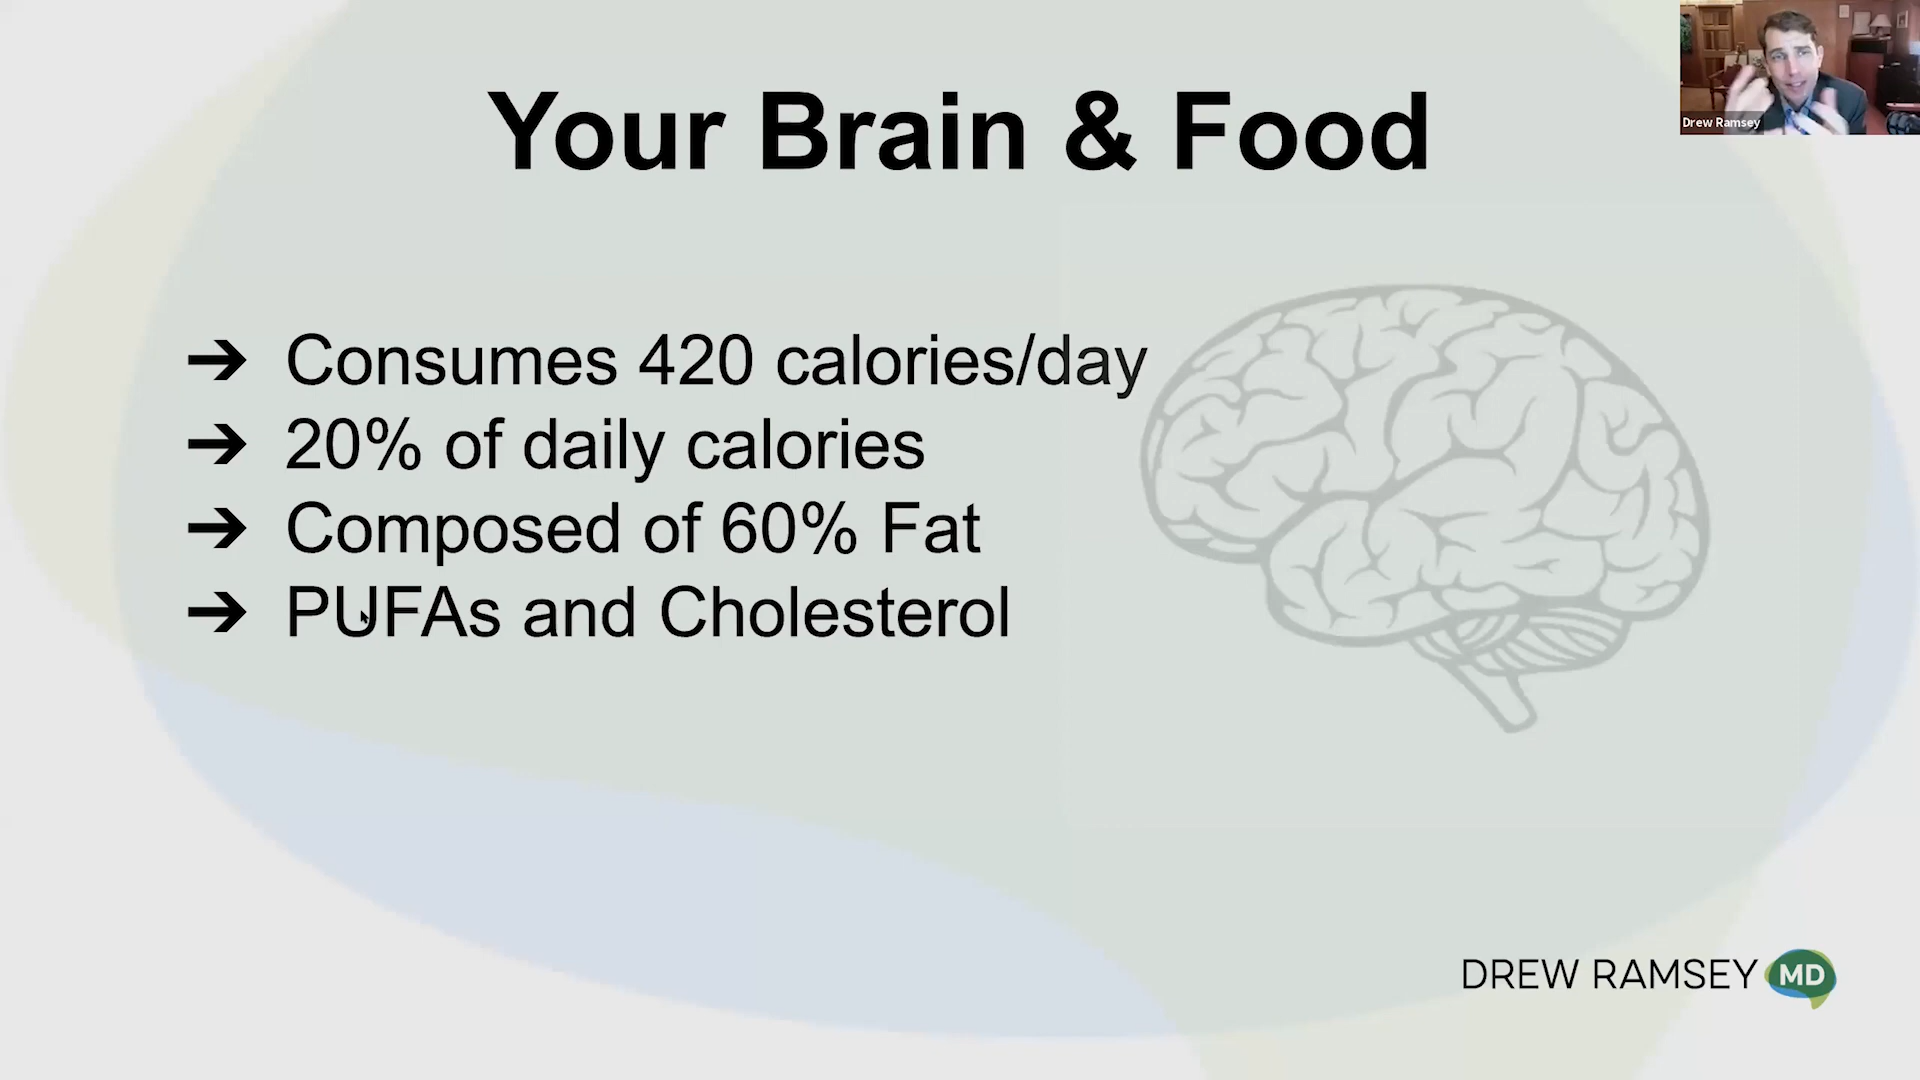 Your Brain & Food
Drew Ramsey
➔ Consumes 420 calories/day
➔ 20% of daily calories
➔ Composed of 60% Fat
➔ PUFAs and Cholesterol
DREW RAMSEY MD